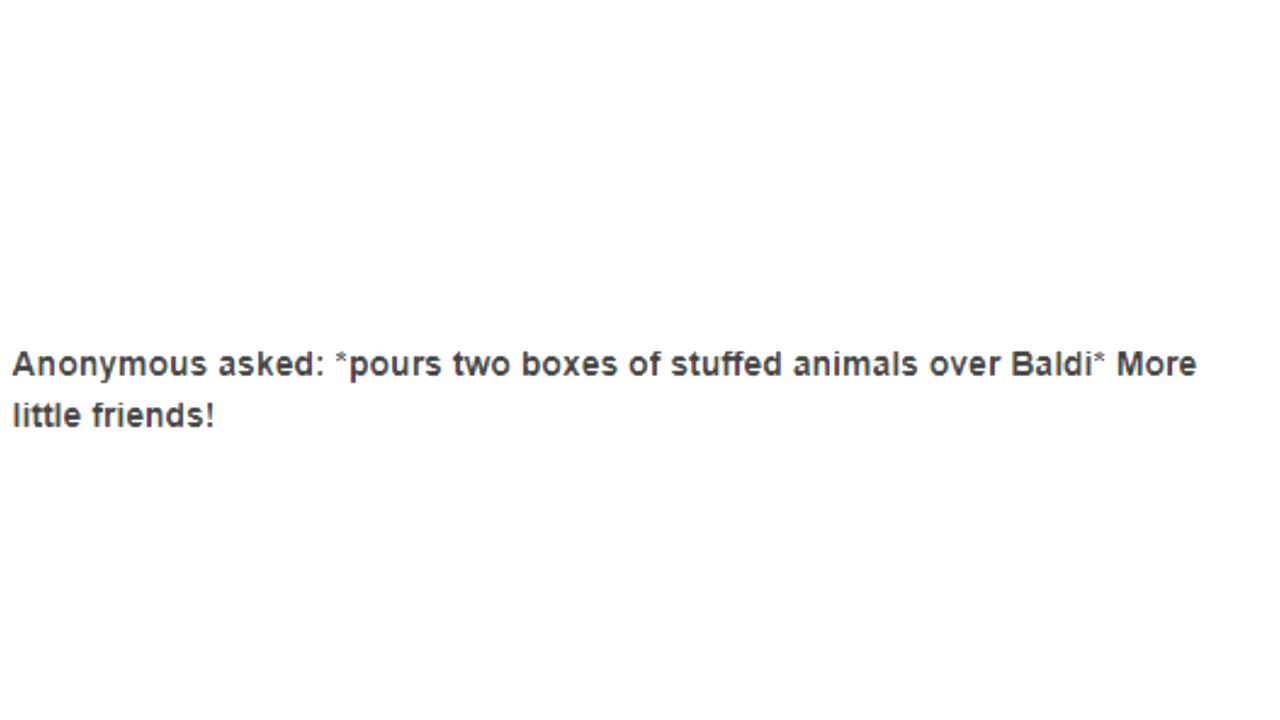 Anonymous asked: *pours two boxes of stuffed animals over Baldi* More
little friends!